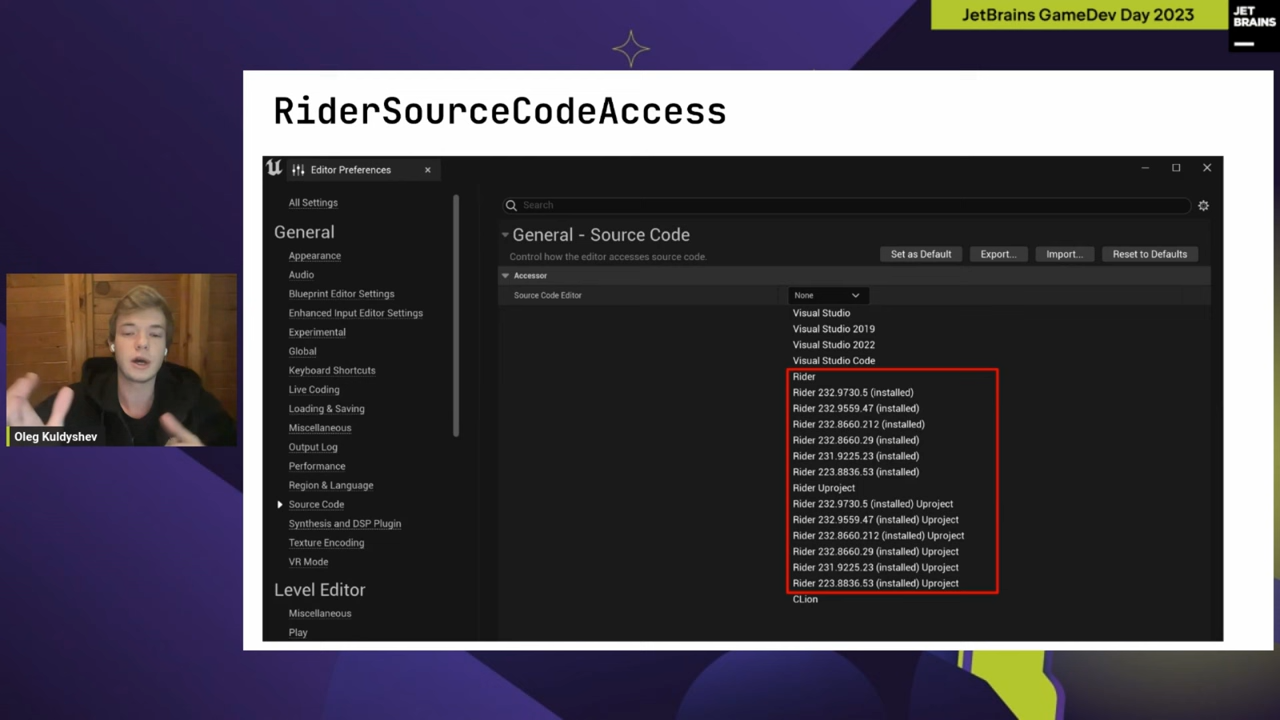 JetBrains GameDev Day 2023
JET
BRAINS
RiderSourceCodeAccess
Editor Preferences
All Settings
General
Appearance
Audio
Blueprint Editor Settings
Enhanced Input Editor Settings
Experimental
Global
Keyboard Shortcuts
Live Coding
Loading & Saving
Miscellaneous
Output Log
Performance
Region & Language
Source Code
Synthesis and DSP Plugin
Texture Encoding
VR Mode
Level Editor
Miscellaneous
Play
Search
General - Source Code
Control how the editor accesses source code.
Set as Default
Export...
Import...
Reset to Defaults
Accessor
Source Code Editor
None
Visual Studio
Visual Studio 2019
Visual Studio 2022
Visual Studio Code
Rider
Rider 232.9730.5 (installed)
Rider 232.9559.47 (installed)
Rider 232.8660.212 (installed)
Rider 232.8660.29 (installed)
Rider 231.9225.23 (installed)
Rider 223.8836.53 (installed)
Rider Uproject
Rider 232.9730.5 (installed) Uproject
Rider 232.9559.47 (installed) Uproject
Rider 232.8660.212 (installed) Uproject
Rider 232.8660.29 (installed) Uproject
Rider 231.9225.23 (installed) Uproject
Rider 223.8836.53 (installed) Uproject
CLion
Oleg Kuldyshev